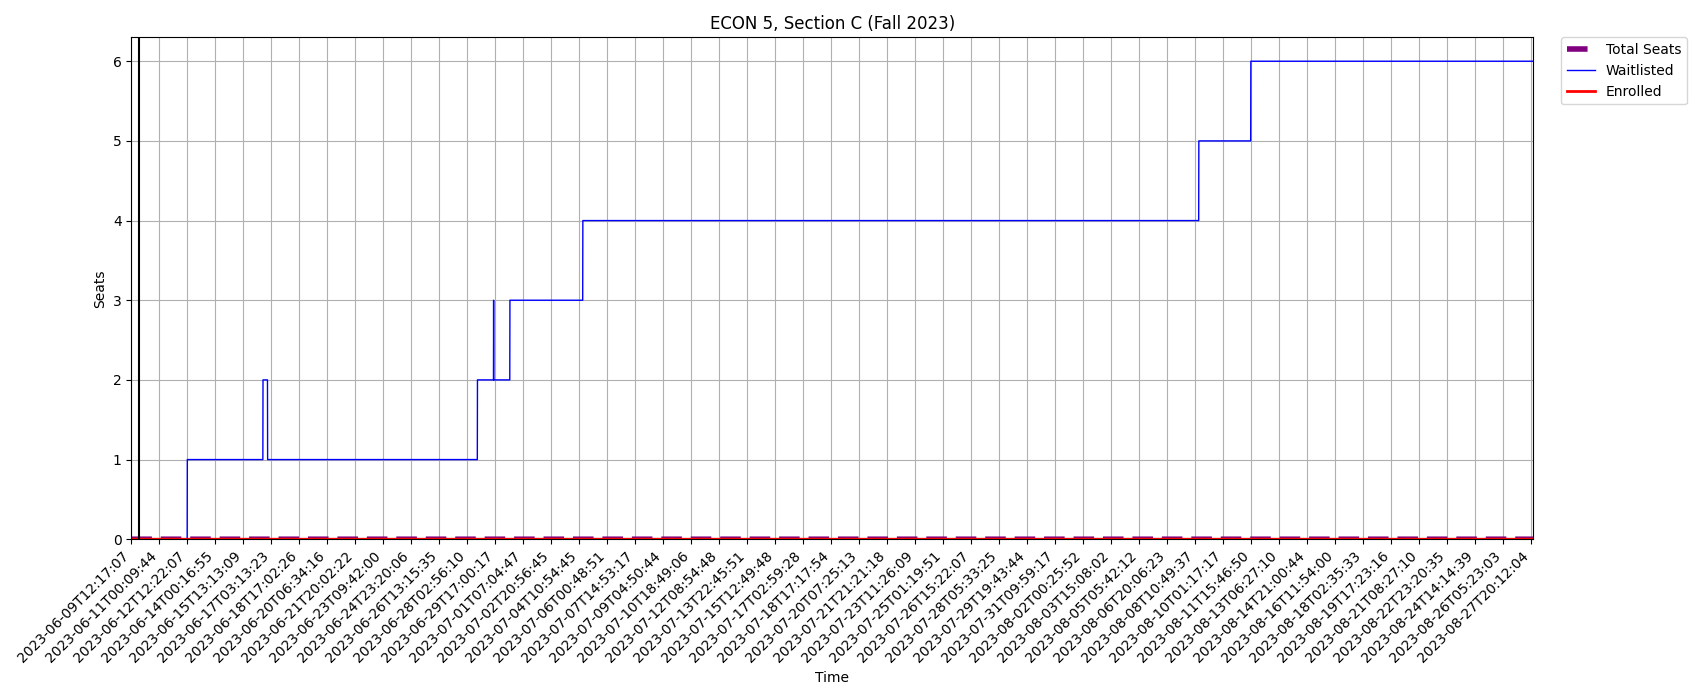 ECON 5, Section C (Fall 2023)
Total Seats
Waitlisted
Enrolled
6
5
4
3
2
1
0
Seats
2023-06-09T12:17:07
2023-06-11T00:09:44
2023-06-12T12:22:07
2023-06-14T00:16:55
2023-06-15T13:13:09
2023-06-17T03:13:23
2023-06-18T17:02:26
2023-06-20T06:34:16
2023-06-21T20:02:22
2023-06-23T09:42:00
2023-06-24T23:20:06
2023-06-26T13:15:35
2023-06-28T02:56:10
2023-06-29T17:00:17
2023-07-01T07:04:47
2023-07-02T20:56:45
2023-07-04T10:54:45
2023-07-06T00:48:51
2023-07-07T14:53:17
2023-07-09T04:50:44
2023-07-10T18:49:06
2023-07-12T08:54:48
2023-07-13T22:45:51
2023-07-15T12:49:48
2023-07-17T02:59:28
2023-07-18T17:17:54
2023-07-20T07:25:13
2023-07-21T21:21:18
2023-07-23T11:26:09
2023-07-25T01:19:51
2023-07-26T15:22:07
2023-07-28T05:33:25
2023-07-29T19:43:44
2023-07-31T09:59:17
2023-08-02T00:25:52
2023-08-03T15:08:02
2023-08-05T05:42:12
2023-08-06T20:06:23
2023-08-08T10:49:37
2023-08-10T01:17:17
2023-08-11T15:46:50
2023-08-13T06:27:10
2023-08-14T21:00:44
2023-08-16T11:54:00
2023-08-18T02:35:33
2023-08-19T17:23:16
2023-08-21T08:27:10
2023-08-22T23:20:35
2023-08-24T14:14:39
2023-08-26T05:23:03
2023-08-27T20:12:04
Time